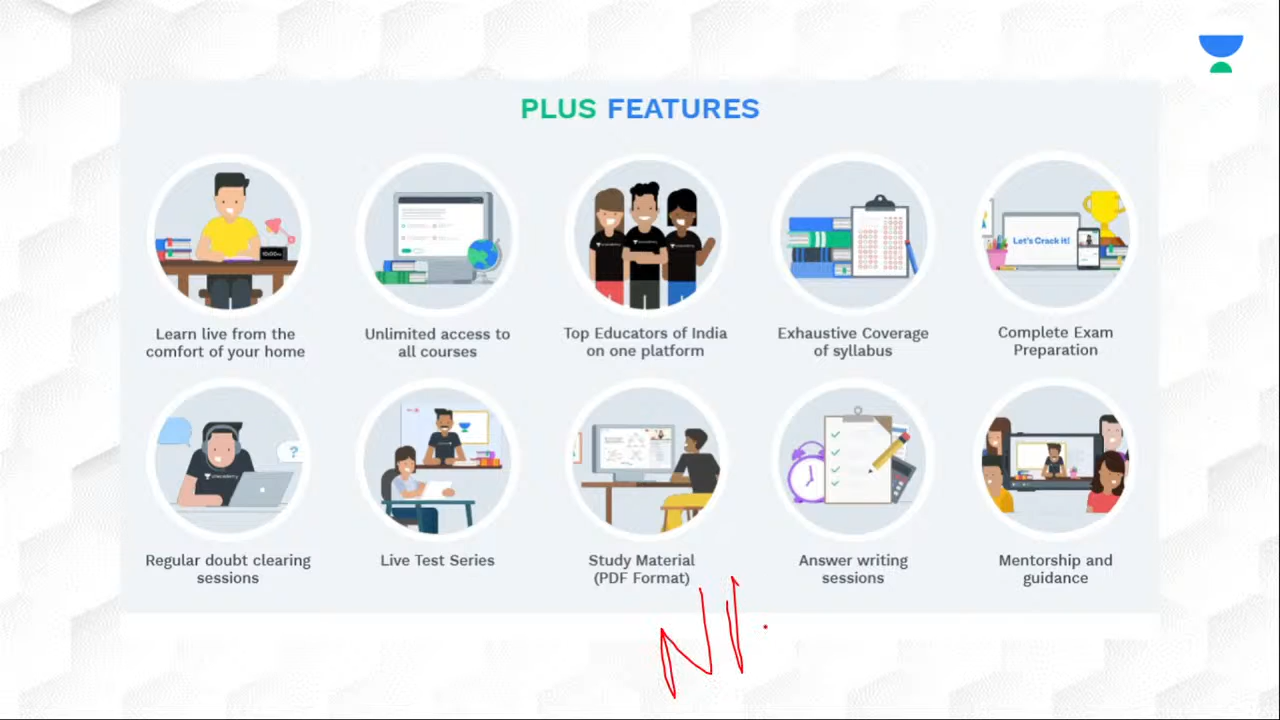 PLUS FEATURES
Learn live from the
comfort of your home
Unlimited access to
all courses
Top Educators of India
on one platform
Exhaustive Coverage
of syllabus
Let's Crack it!
Complete Exam
Preparation
Regular doubt clearing
sessions
?
Live Test Series
Study Material
(PDF Format)
Answer writing
sessions
Mentorship and
guidance